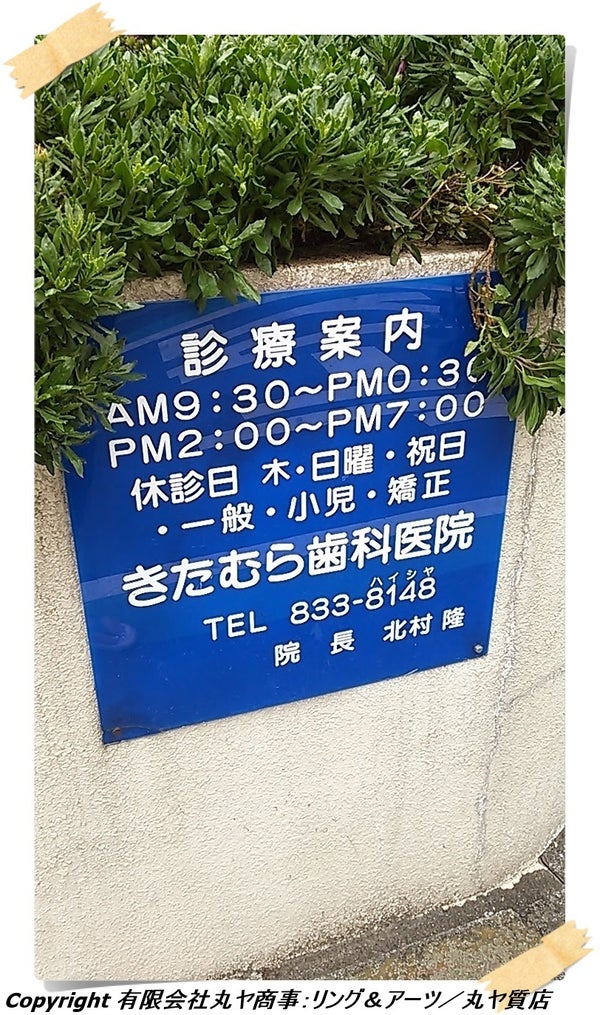 診療案内
AM9:30～PM0:30
PM2:00～PM7:00
休診日 木・日曜・祝日
・一般・小児・矯正
きたむら歯科医院
ハイシヤ
TEL 833-8148
院長 北村 隆
Copyright 有限会社丸ヤ商事:リング＆アーツ／丸ヤ質店